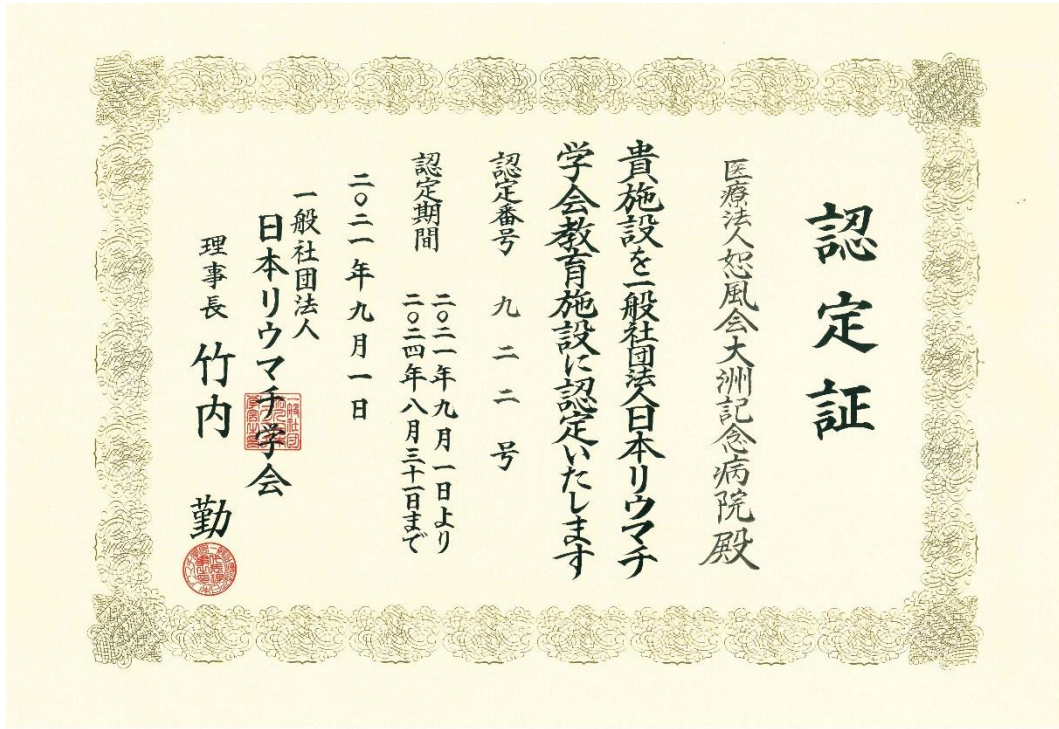 認定証
医療法人恕風会大洲記念病院殿
貴施設を一般社団法人日本リウマチ
学会教育施設に認定いたします
認定番号 九二二号
認定期間 二〇二一年九月一日より
二〇二四年八月三十一日まで
二〇二一年九月一日
一般社団法人
日本リウマチ学会
理事長 竹内 勤